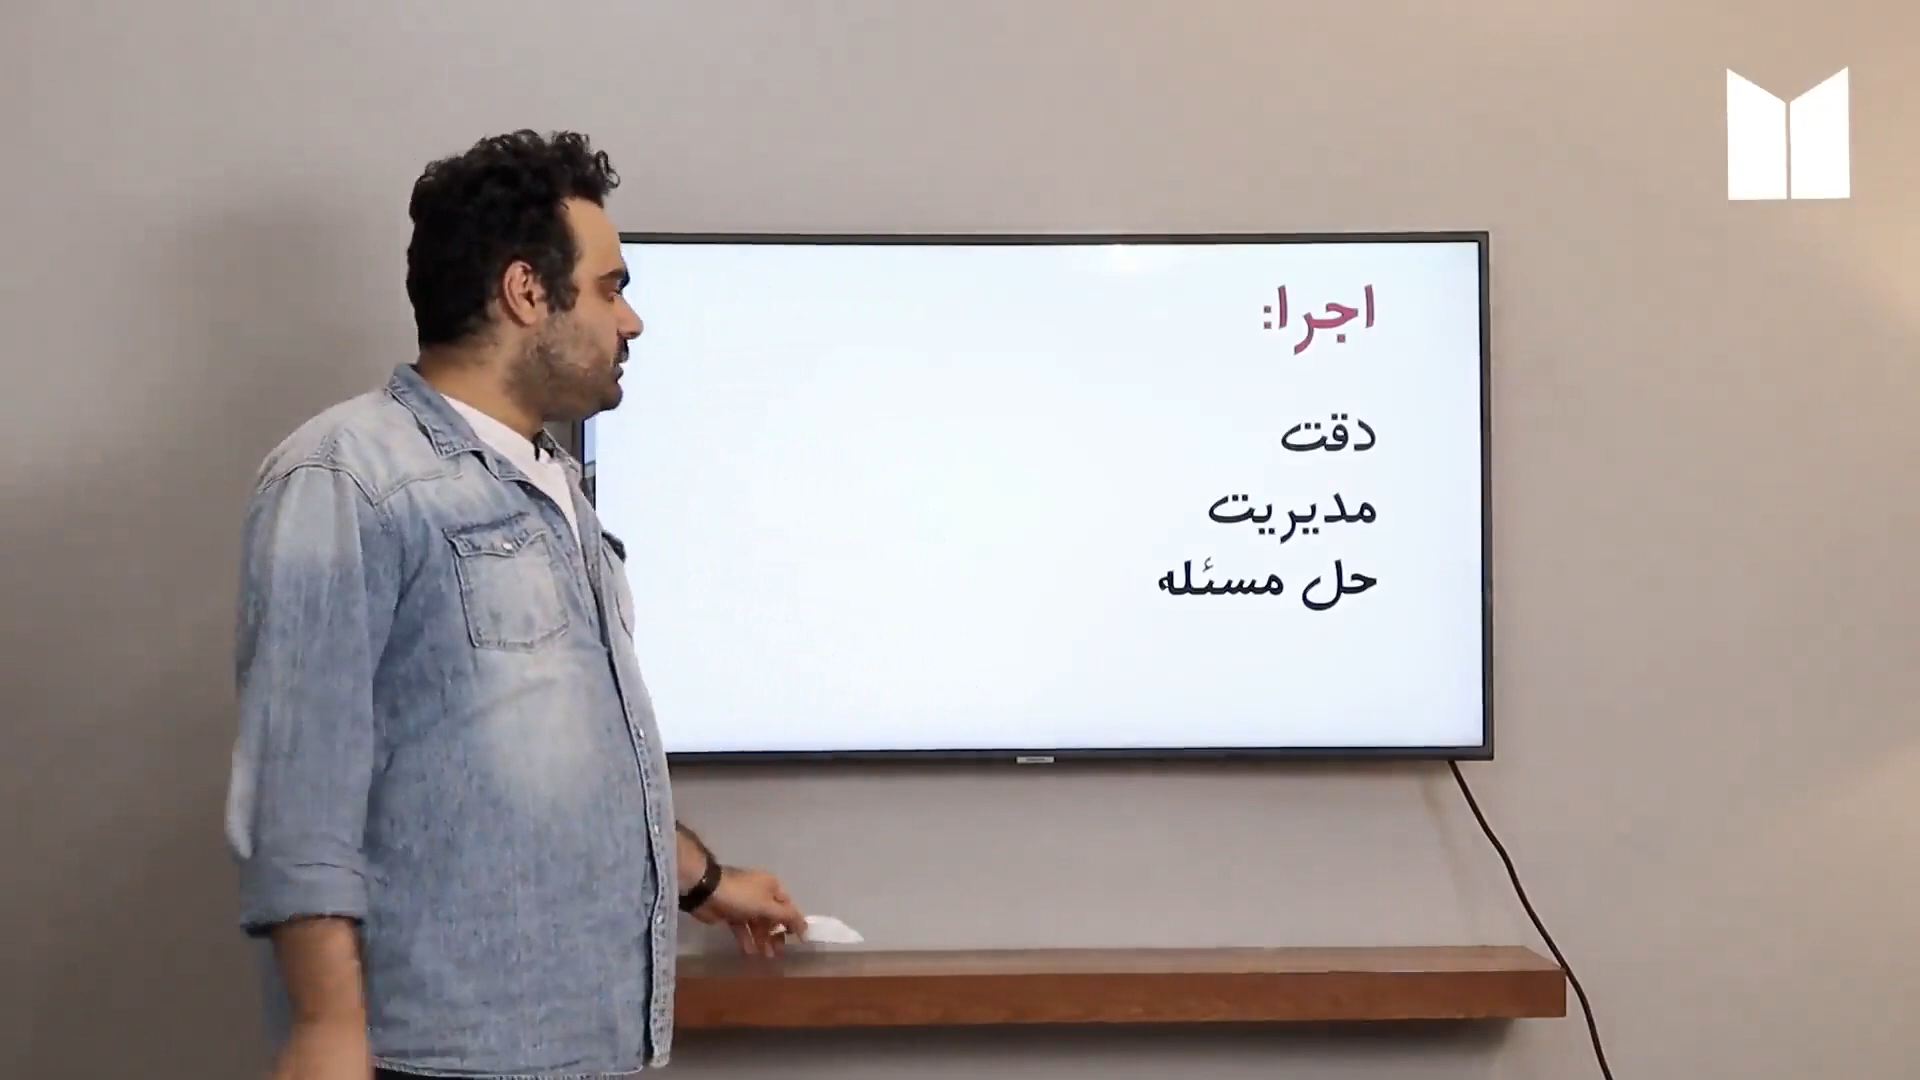 اجرا:
دقت
مدیریت
حل مسئله